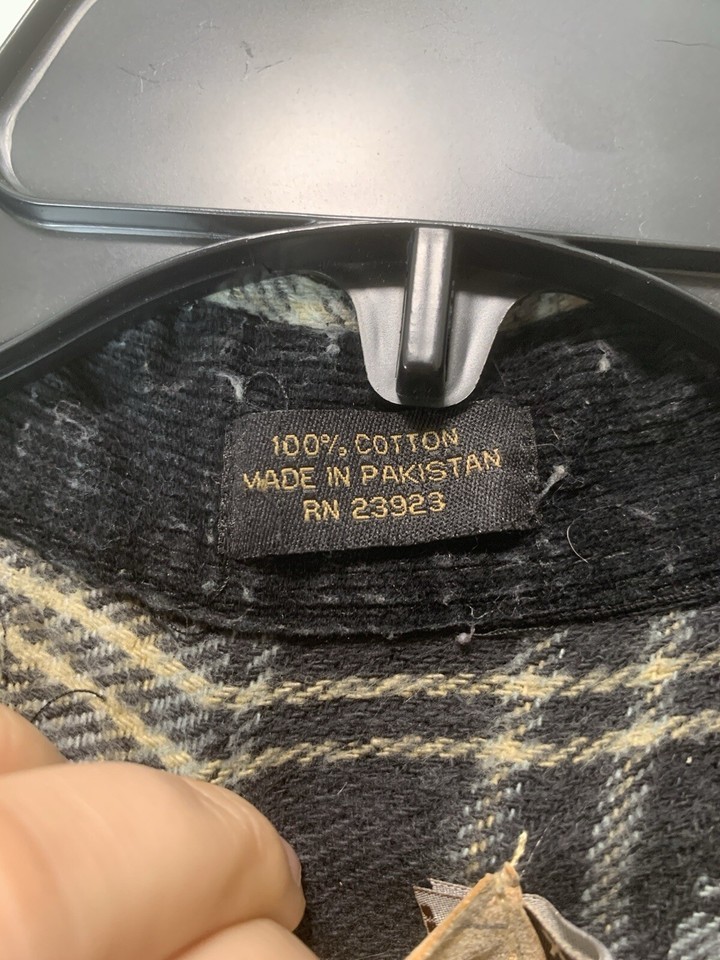 100% COTTON
MADE IN PAKISTAN
RN 23923